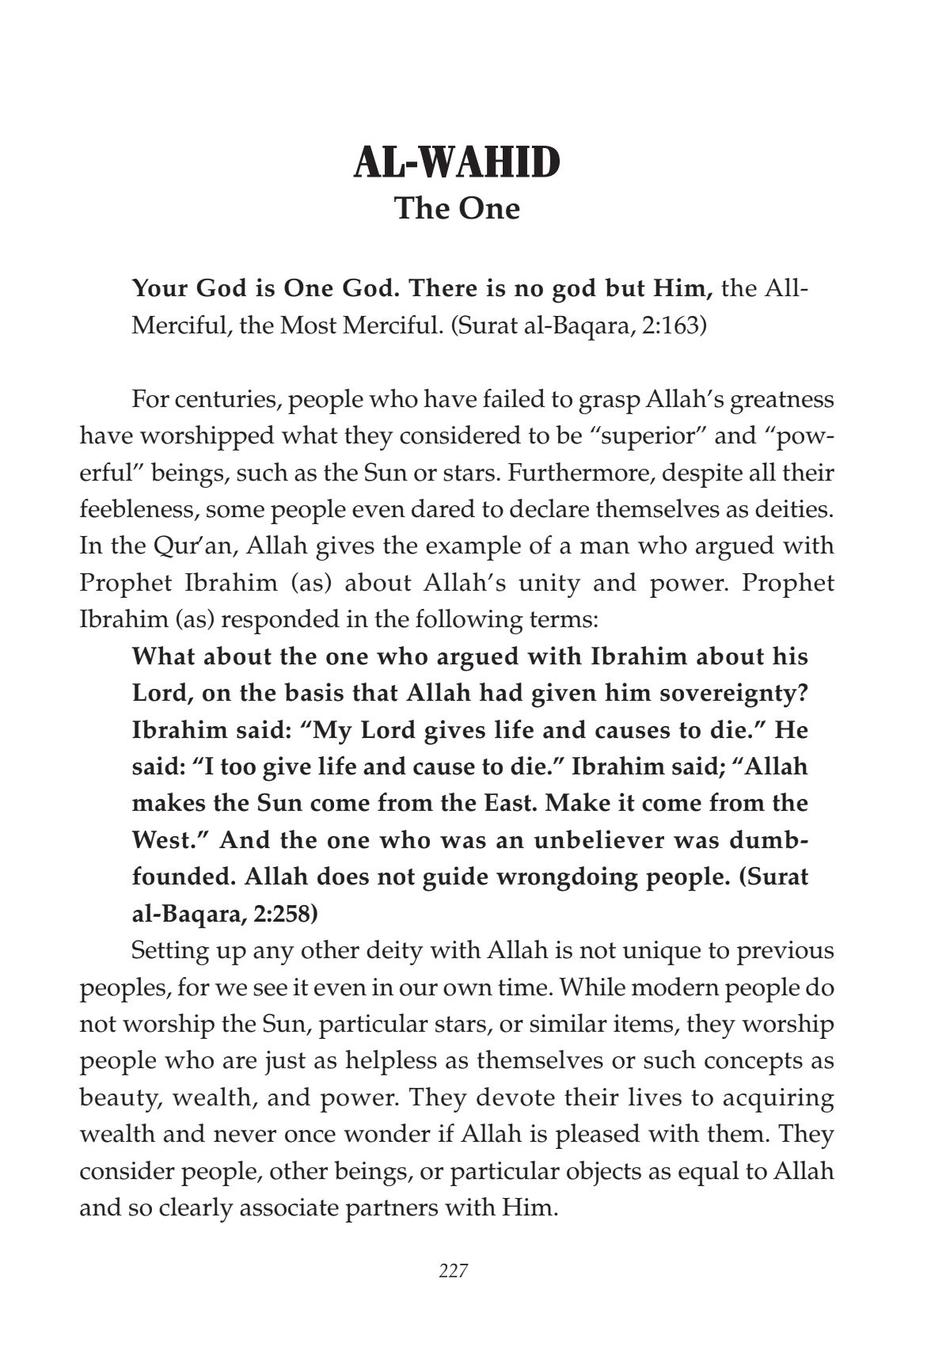 AL-WAHID
The One
Your God is One God. There is no god but Him, the All-
Merciful, the Most Merciful. (Surat al-Baqara, 2:163)
For centuries, people who have failed to grasp Allah’s greatness
have worshipped what they considered to be “superior” and “pow-
erful” beings, such as the Sun or stars. Furthermore, despite all their
feebleness, some people even dared to declare themselves as deities.
In the Qur’an, Allah gives the example of a man who argued with
Prophet Ibrahim (as) about Allah’s unity and power. Prophet
Ibrahim (as) responded in the following terms:
What about the one who argued with Ibrahim about his
Lord, on the basis that Allah had given him sovereignty?
Ibrahim said: “My Lord gives life and causes to die.” He
said: “I too give life and cause to die.” Ibrahim said; “Allah
makes the Sun come from the East. Make it come from the
West.” And the one who was an unbeliever was dumb-
founded. Allah does not guide wrongdoing people. (Surat
al-Baqara, 2:258)
Setting up any other deity with Allah is not unique to previous
peoples, for we see it even in our own time. While modern people do
not worship the Sun, particular stars, or similar items, they worship
people who are just as helpless as themselves or such concepts as
beauty, wealth, and power. They devote their lives to acquiring
wealth and never once wonder if Allah is pleased with them. They
consider people, other beings, or particular objects as equal to Allah
and so clearly associate partners with Him.
227